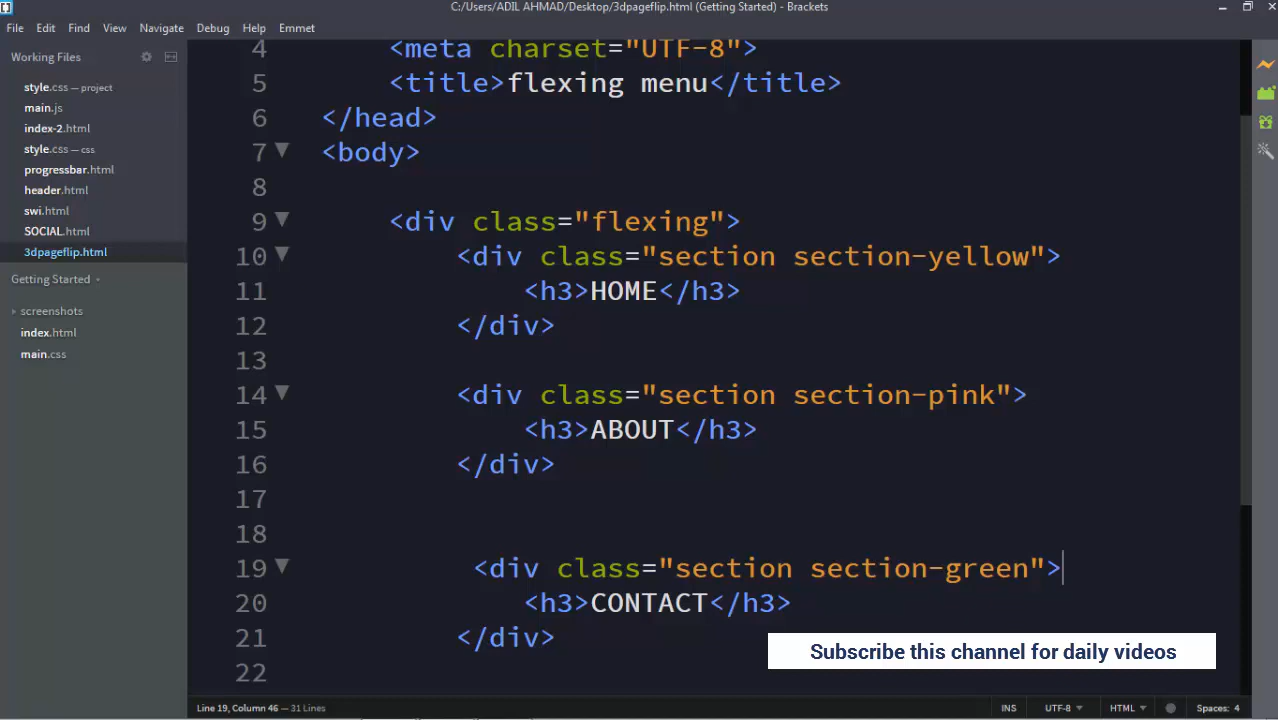 C:/Users/ADIL AHMAD/Desktop/3dpageflip.html (Getting Started) - Brackets
File Edit Find View Navigate Debug Help Emmet
Working Files
style.css — project
main.js
index-2.html
style.css — css
progressbar.html
header.html
swi.html
SOCIAL.html
3dpageflip.html
Getting Started
screenshots
index.html
main.css
4 <meta charset="UTF-8">
5 <title>flexing menu</title>
6 </head>
7 <body>
8
9 <div class="flexing">
10 <div class="section section-yellow">
11 <h3>HOME</h3>
12 </div>
13
14 <div class="section section-pink">
15 <h3>ABOUT</h3>
16 </div>
17
18
19 <div class="section section-green">
20 <h3>CONTACT</h3>
21 </div>
22
Subscribe this channel for daily videos
Line 19, Column 46 — 31 Lines
INS UTF-8 HTML Spaces: 4